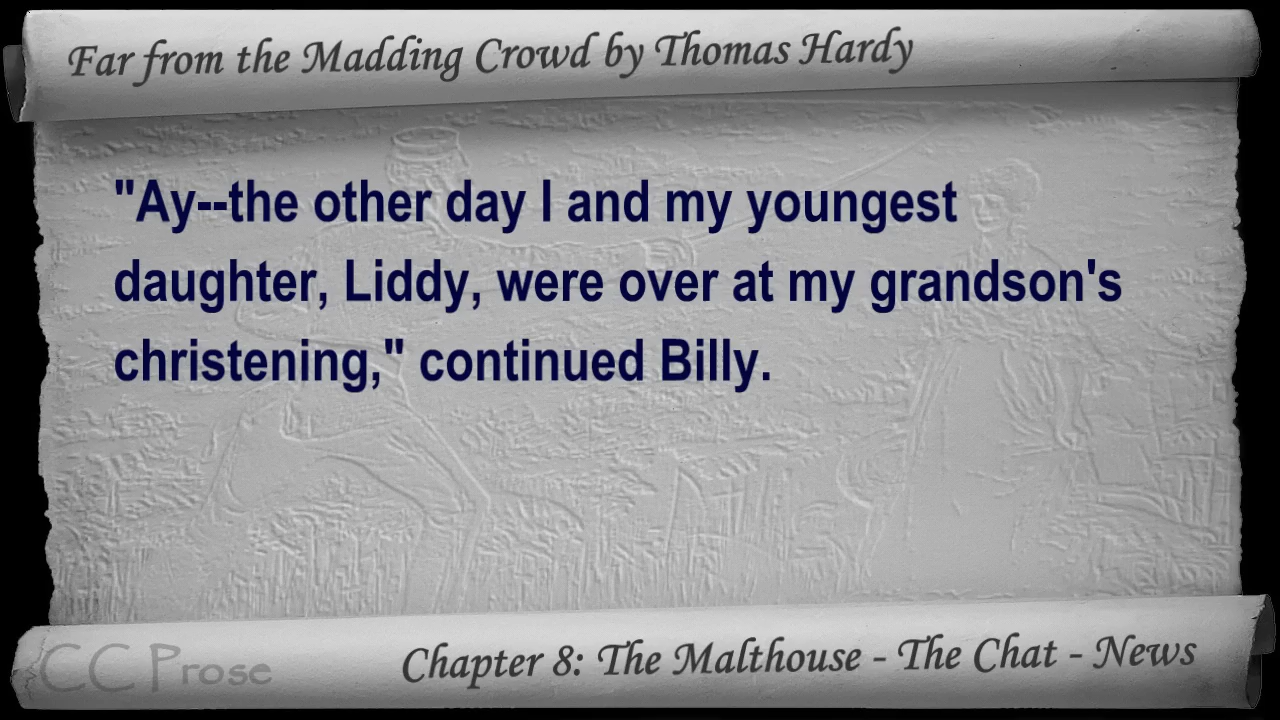 Far from the Madding Crowd by Thomas Hardy
"Ay--the other day I and my youngest
daughter, Liddy, were over at my grandson's
christening," continued Billy.
CC Prose
Chapter 8: The Malthouse - The Chat - News